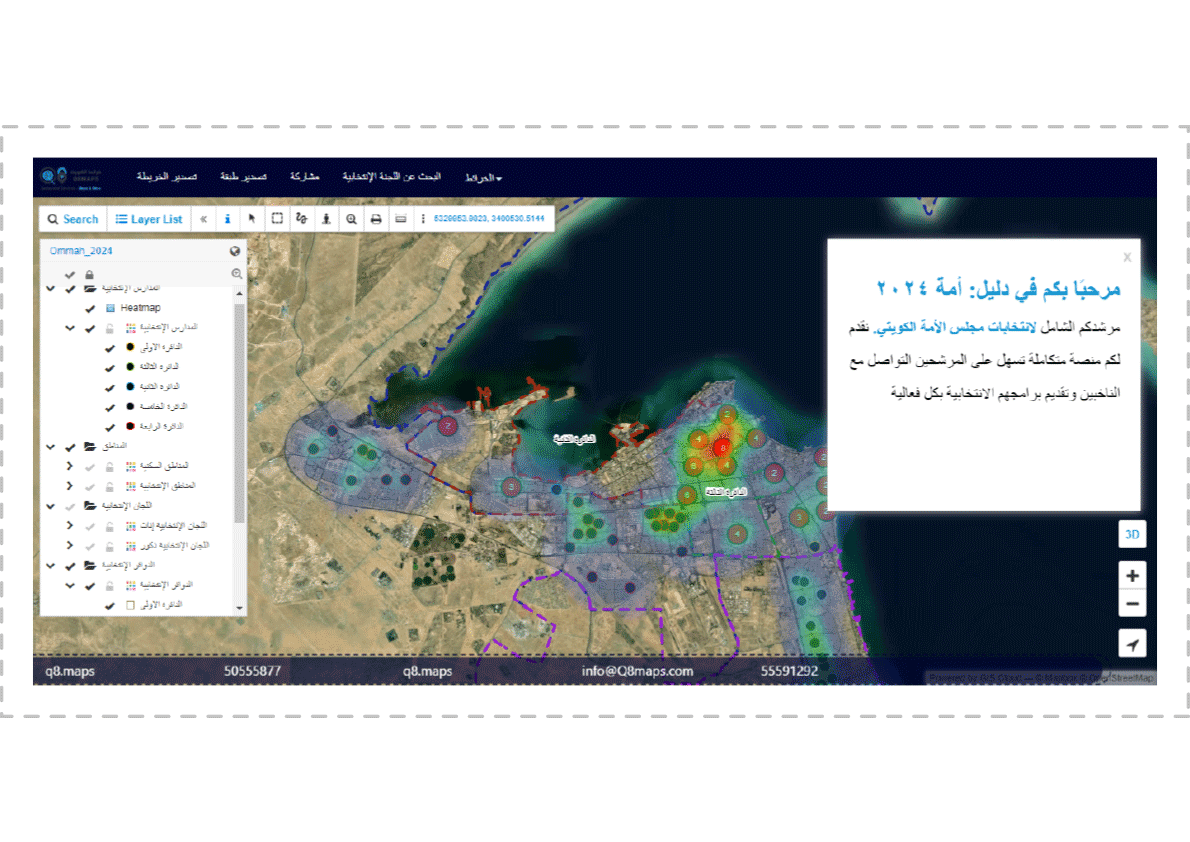 تصدير الخريطة
تصدير طبقة
مشاركة
البحث عن اللجنة الإنتخابية
الخرائط
Search
Layer List
5320653.9823, 3400530.5144
Ommah_2024
المدارس الإنتخابية
Heatmap
المدارس الإنتخابية
الدائرة الاولى
الدائرة الثالثة
الدائرة الثانية
الدائرة الخامسة
الدائرة الرابعة
المناطق
المناطق السكنية
المناطق الإنتخابية
اللجان الإنتخابية
اللجان الإنتخابية إناث
اللجان الإنتخابية ذكور
الدوائر الإنتخابية
الدوائر الإنتخابية
الدائرة الاولى
الدائرة الثانية
الدائرة الثالثة
x
مرحبًا بكم في دليل: أمة ٢٠٢٤
مرشدكم الشامل لانتخابات مجلس الأمة الكويتي. نقدم
لكم منصة متكاملة تسهل على المرشحين التواصل مع
الناخبين وتقديم برامجهم الانتخابية بكل فعالية
3D
q8.maps
50555877
q8.maps
info@Q8maps.com
55591292
Powered by GIS Cloud — © Mapbox © OpenStreetMap